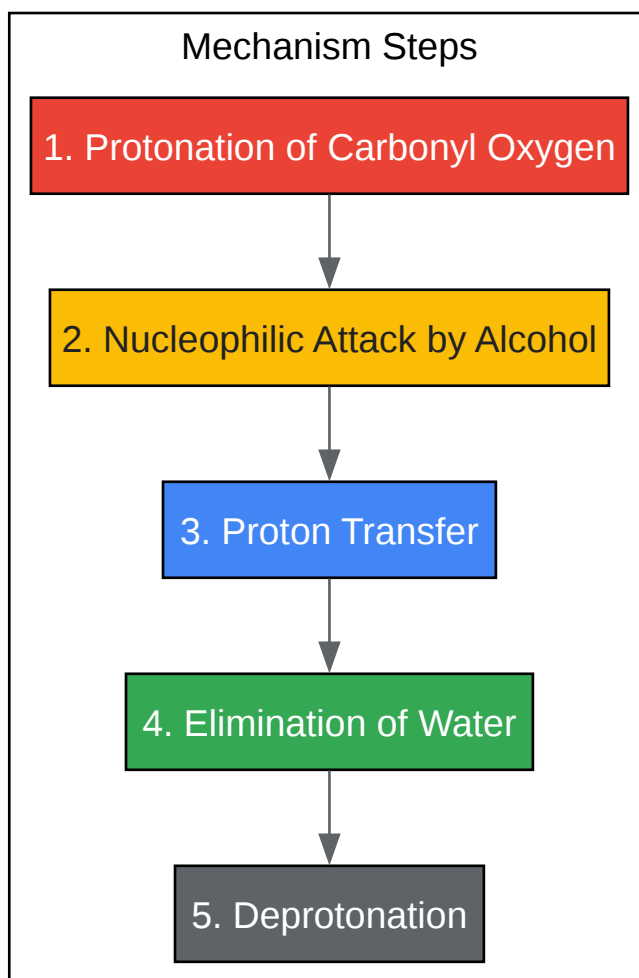 Mechanism Steps
1. Protonation of Carbonyl Oxygen
2. Nucleophilic Attack by Alcohol
3. Proton Transfer
4. Elimination of Water
5. Deprotonation